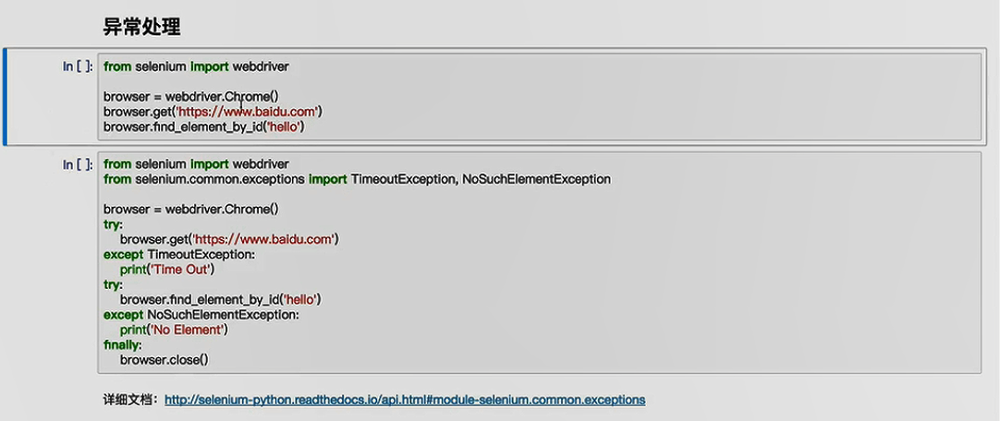 异常处理
In [ ]: from selenium import webdriver
browser = webdriver.Chrome()
browser.get('https://www.baidu.com')
browser.find_element_by_id('hello')
In [ ]: from selenium import webdriver
from selenium.common.exceptions import TimeoutException, NoSuchElementException
browser = webdriver.Chrome()
try:
browser.get('https://www.baidu.com')
except TimeoutException:
print('Time Out')
try:
browser.find_element_by_id('hello')
except NoSuchElementException:
print('No Element')
finally:
browser.close()
详细文档：http://selenium-python.readthedocs.io/api.html#module-selenium.common.exceptions